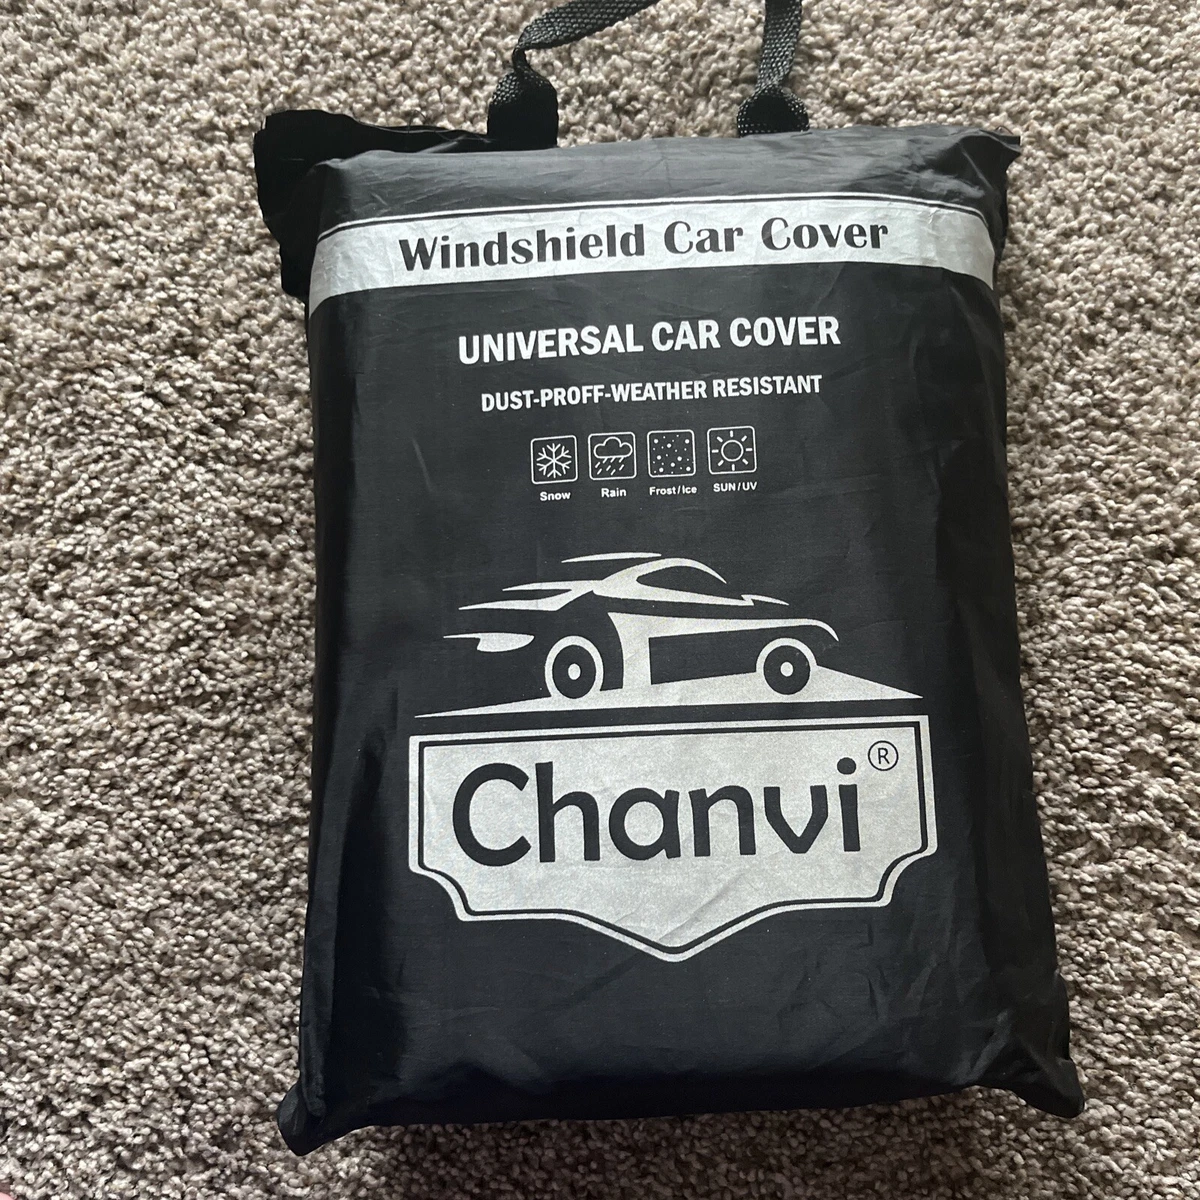 Windshield Car Cover
UNIVERSAL CAR COVER
DUST-PROFF-WEATHER RESISTANT
Snow Rain Frost/Ice SUN/UV
Chanvi®